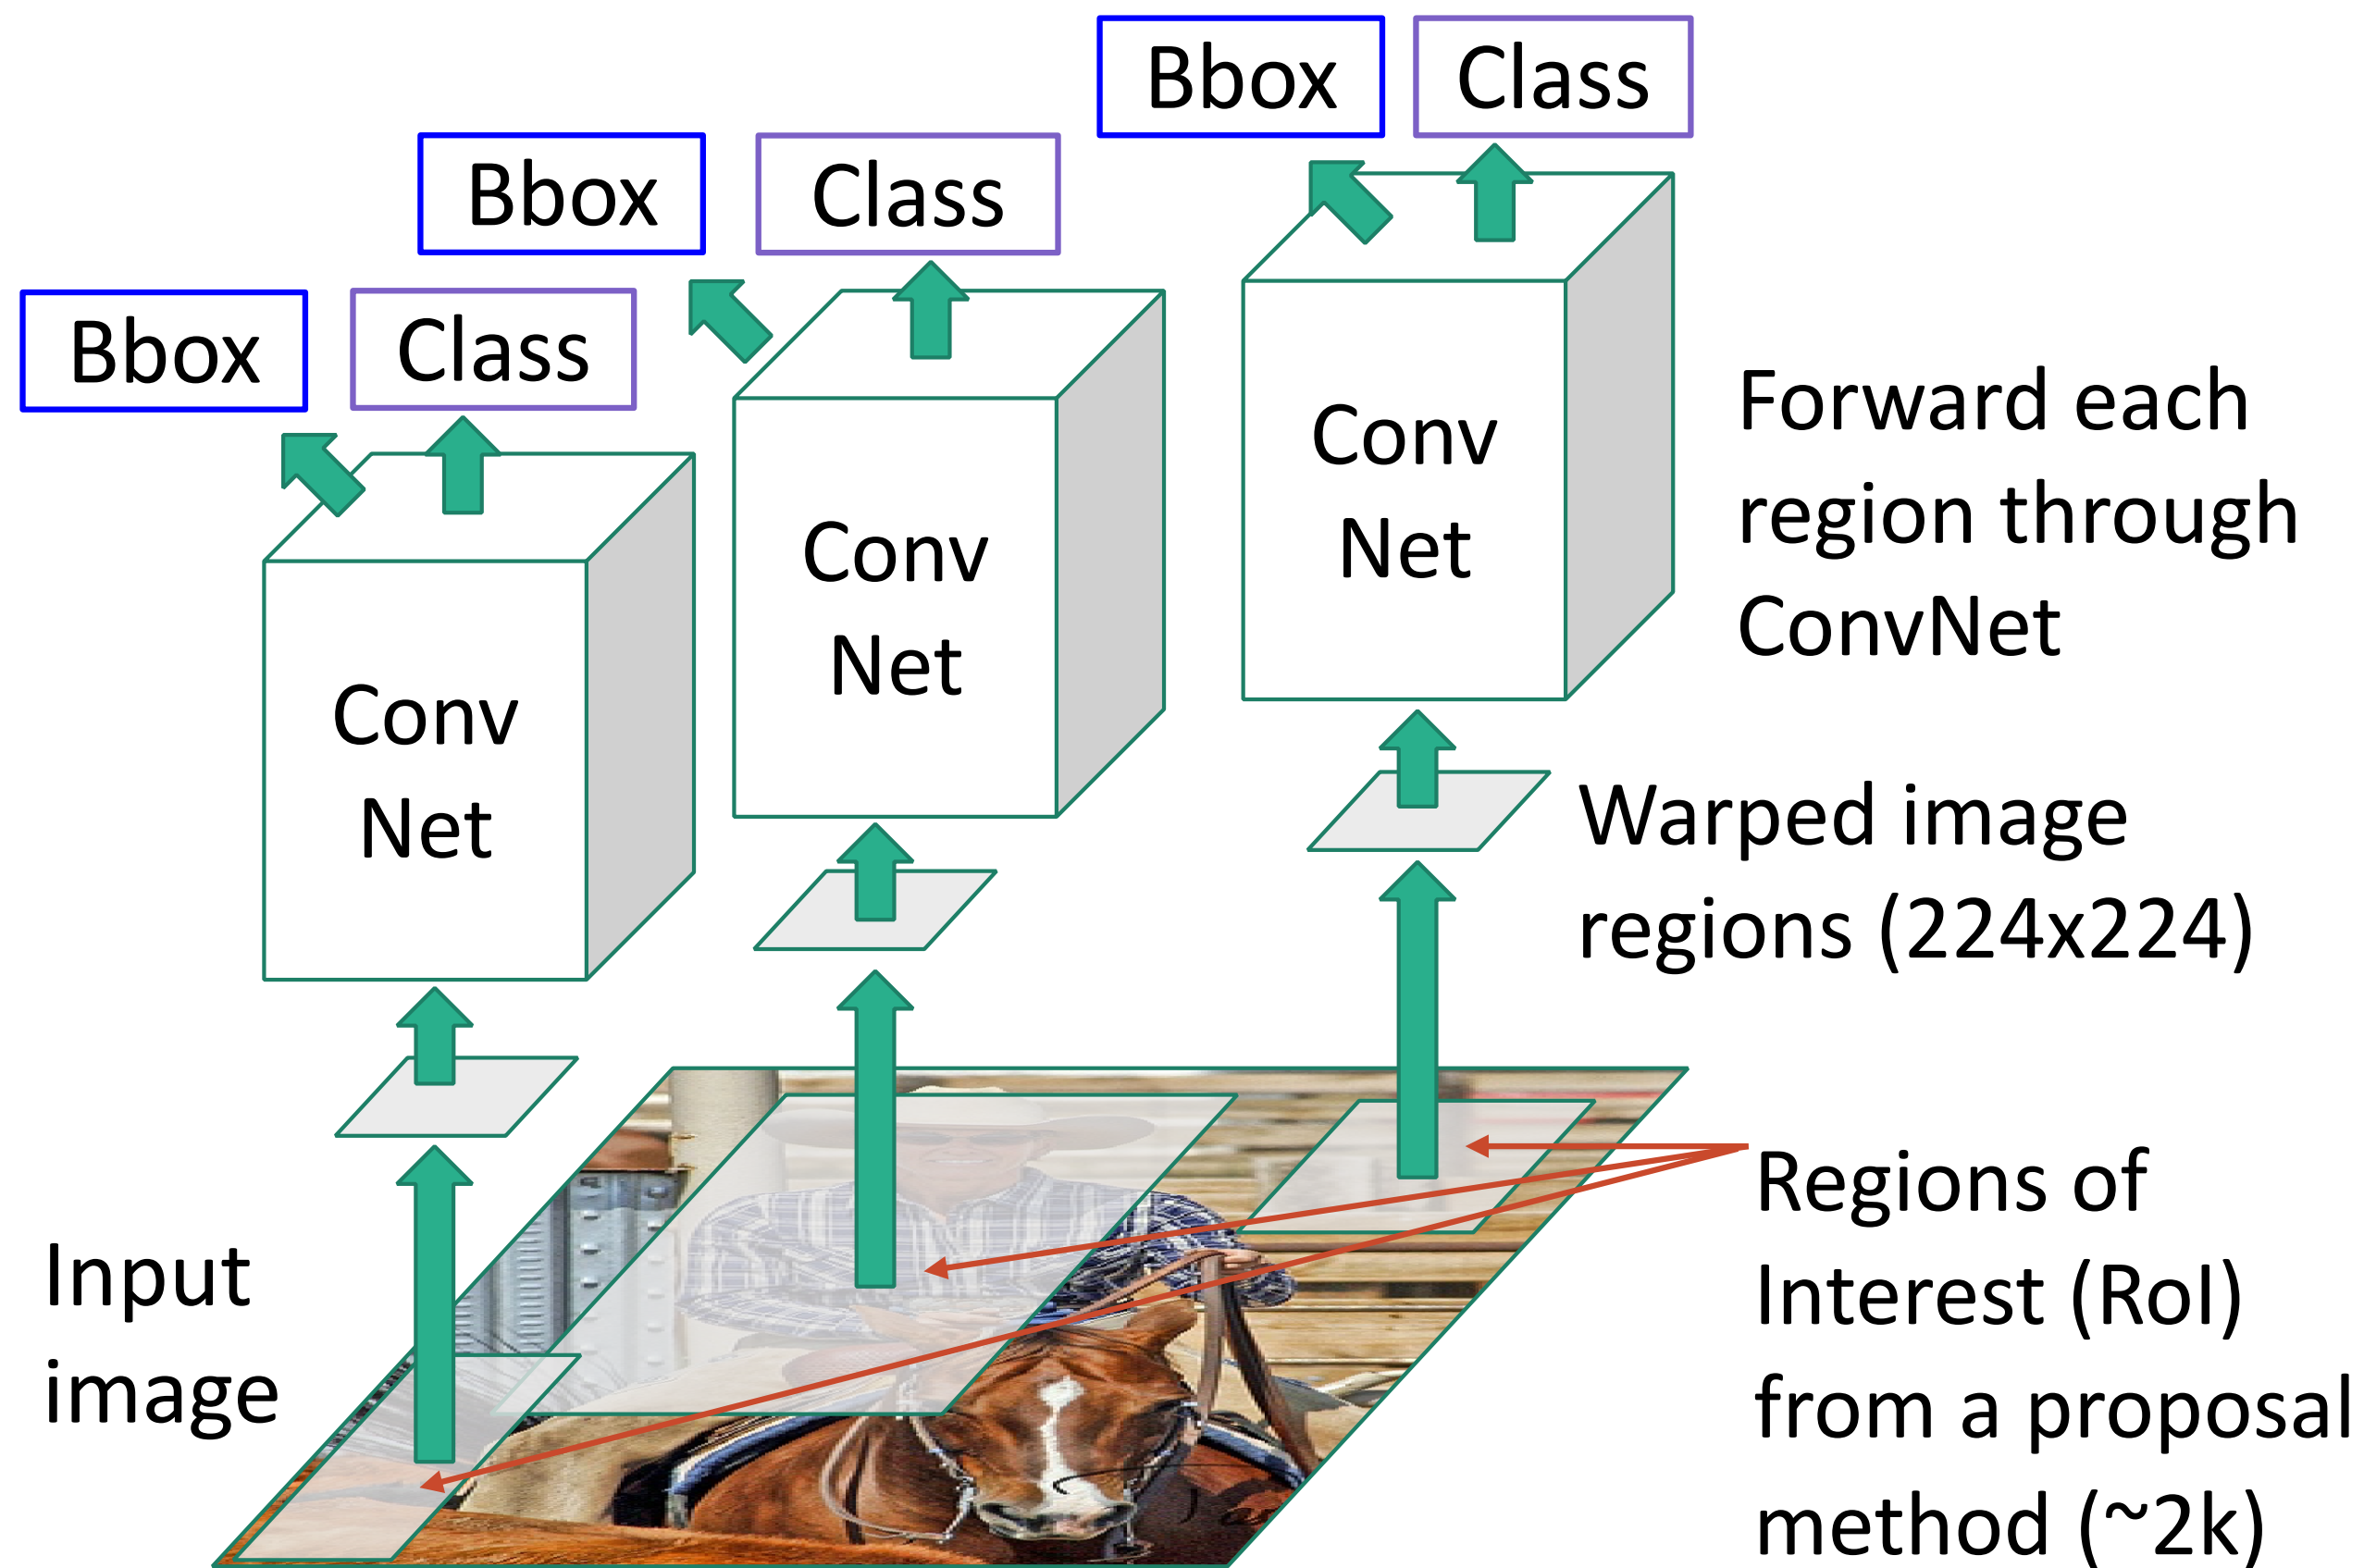 Bbox
Class
Bbox
Class
Bbox
Class
Conv
Net
Conv
Net
Conv
Net
Forward each
region through
ConvNet
Warped image
regions (224x224)
Input
image
Regions of
Interest (RoI)
from a proposal
method (~2k)